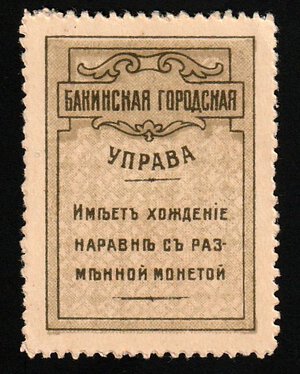 БАКИНСКАЯ ГОРОДСКАЯ
УПРАВА
ИМѢЕТЪ ХОЖДЕНІЕ
НАРАВНѢ СЪ РАЗ-
МѢННОЙ МОНЕТОЙ